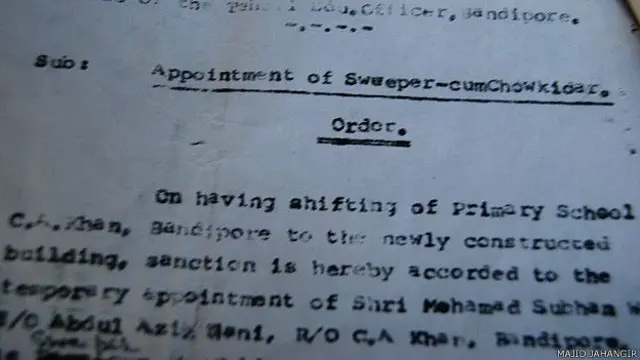 of the Edu.Officer, Bandipore.
-.-.-.-
Sub: Appointment of Sweeper-cumChowkidar.
Order.
On having shifting of Primary School
C.A. Khan, Bandipore to the newly constructed
building, sanction is hereby accorded to the
temporary appointment of Shri Mohamad Subhan
S/O Abdul Aziz R/O C.A Khan, Bandipore.
MAJID JAHANGIR